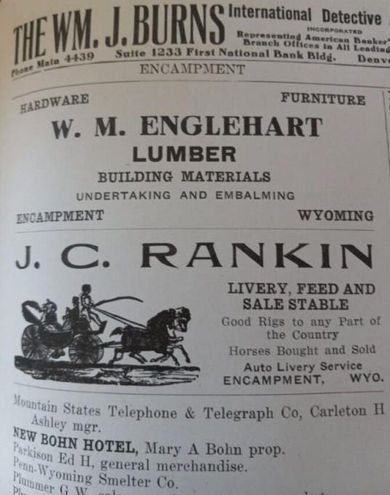 THE WM. J. BURNS International Detective
INCORPORATED
Representing American Banker's
Branch Offices in All Leading
Phone Main 4439 Suite 1233 First National Bank Bldg. Denv
ENCAMPMENT
HARDWARE FURNITURE
W. M. ENGLEHART
LUMBER
BUILDING MATERIALS
UNDERTAKING AND EMBALMING
ENCAMPMENT WYOMING
J. C. RANKIN
LIVERY, FEED AND
SALE STABLE
Good Rigs to any Part of
the Country
Horses Bought and Sold
Auto Livery Service
ENCAMPMENT, WYO.
Mountain States Telephone & Telegraph Co, Carleton H
Ashley mgr.
NEW BOHN HOTEL, Mary A Bohn prop.
Parkison Ed H, general merchandise.
Penn-Wyoming Smelter Co.
Plummer G W